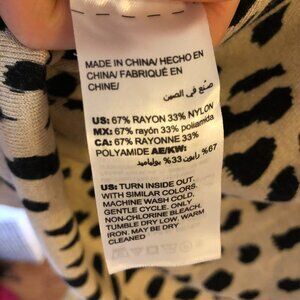 MADE IN CHINA/ HECHO EN
CHINA/ FABRIQUÉ EN
CHINE/
صنع في الصين
US: 67% RAYON 33% NYLON
MX: 67% rayón 33% poliamida
CA: 67% RAYONNE 33%
POLYAMIDE AE/KW:
67% رايون 33% بولياميد
US: TURN INSIDE OUT,
WITH SIMILAR COLORS.
MACHINE WASH COLD,
GENTLE CYCLE. ONLY
NON-CHLORINE BLEACH,
TUMBLE DRY LOW, WARM
IRON. MAY BE DRY
CLEANED